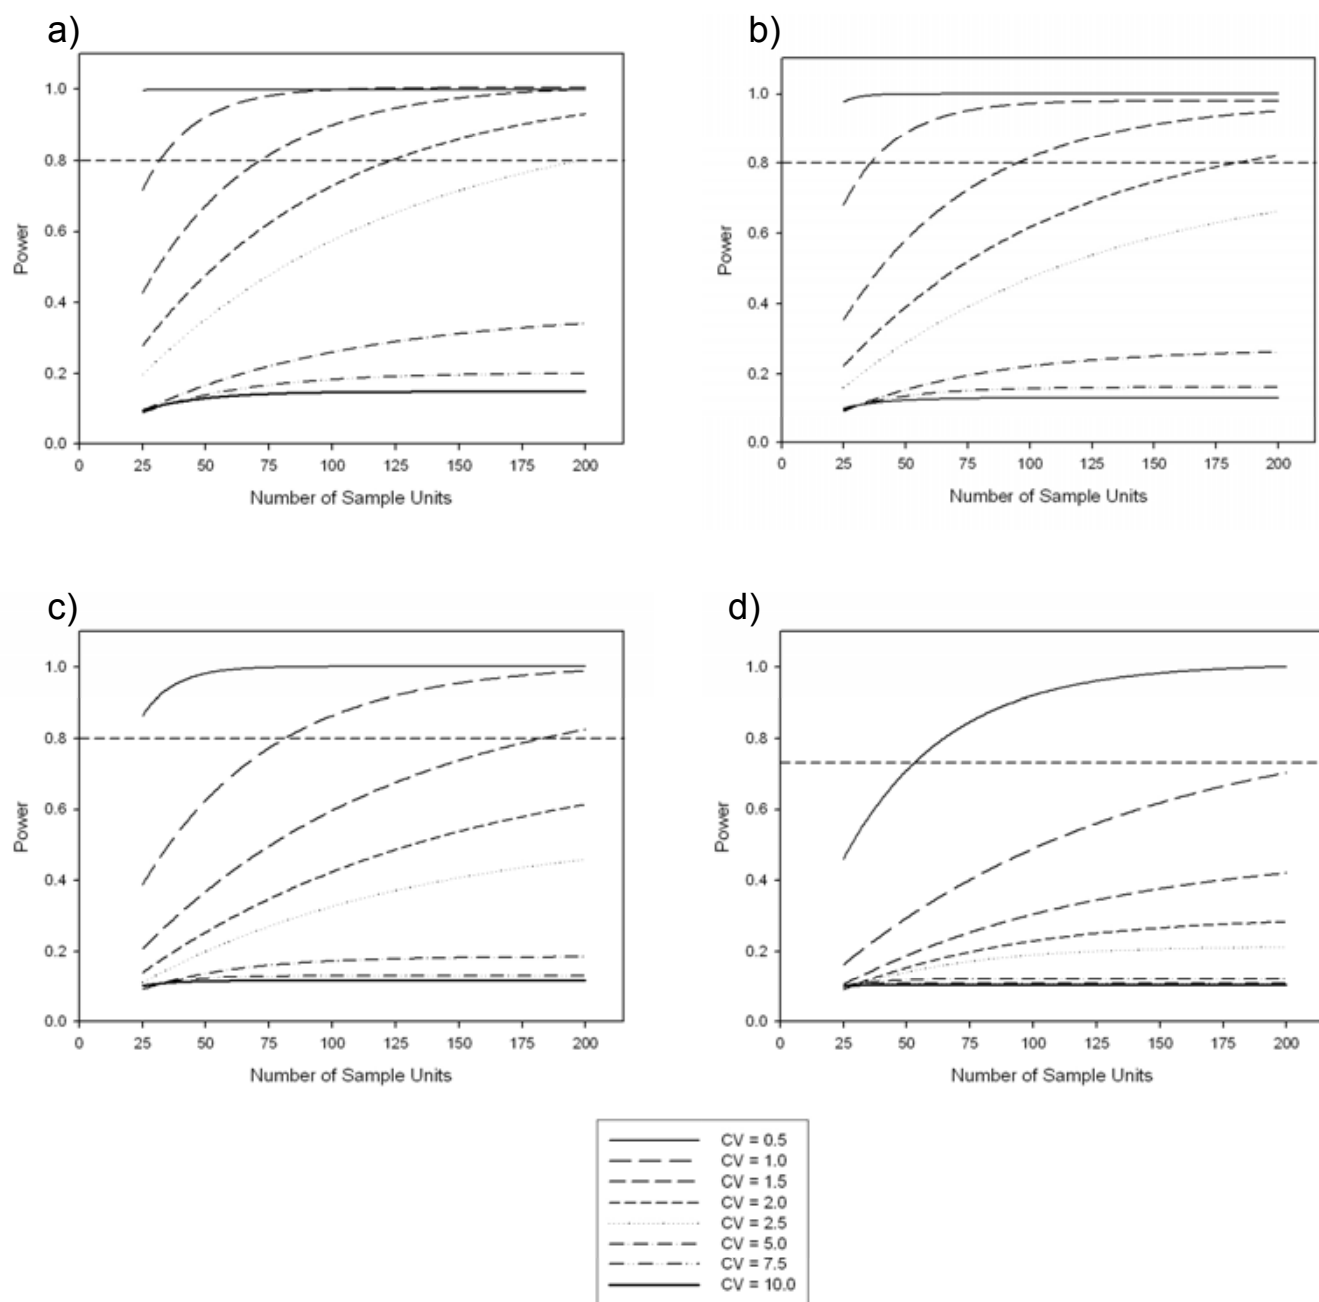 a)
1.0
0.8
0.6
0.4
0.2
0.0
Power
0 25 50 75 100 125 150 175 200
Number of Sample Units
b)
1.0
0.8
0.6
0.4
0.2
0.0
Power
0 25 50 75 100 125 150 175 200
Number of Sample Units
c)
1.0
0.8
0.6
0.4
0.2
0.0
Power
0 25 50 75 100 125 150 175 200
Number of Sample Units
d)
1.0
0.8
0.6
0.4
0.2
0.0
Power
0 25 50 75 100 125 150 175 200
Number of Sample Units
CV = 0.5
CV = 1.0
CV = 1.5
CV = 2.0
CV = 2.5
CV = 5.0
CV = 7.5
CV = 10.0